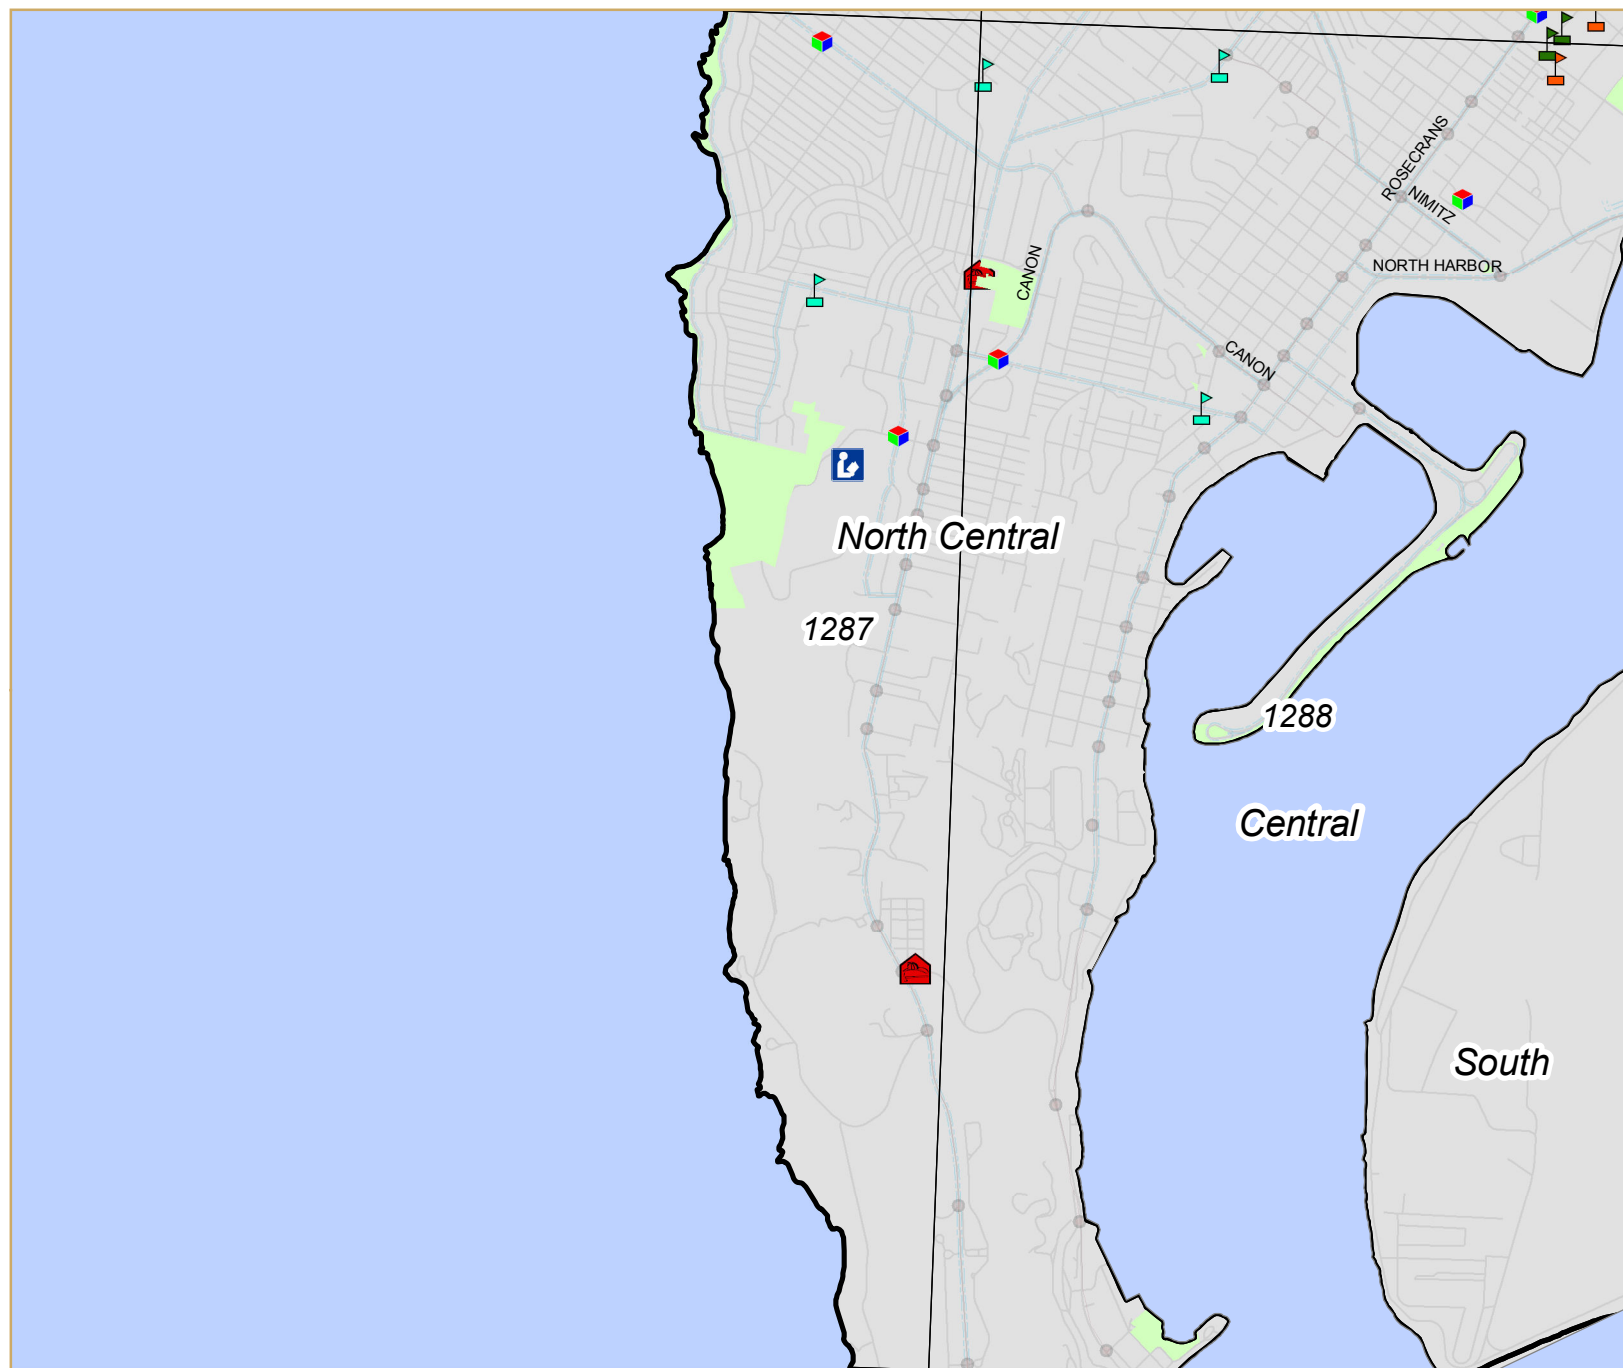 ROSECRANS
NIMITZ
CANON
NORTH HARBOR
CANON
North Central
1287
1288
Central
South